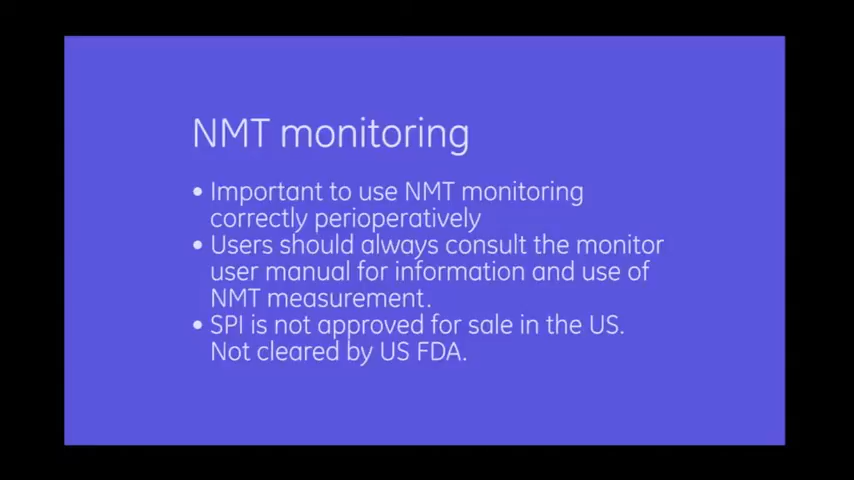 NMT monitoring
• Important to use NMT monitoring
correctly perioperatively
• Users should always consult the monitor
user manual for information and use of
NMT measurement.
• SPI is not approved for sale in the US.
Not cleared by US FDA.